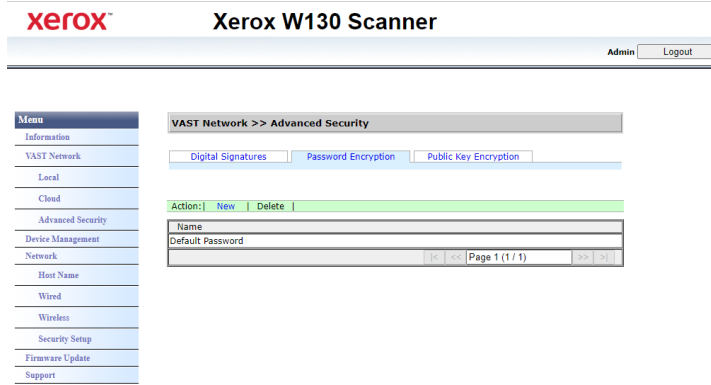 xerox™ Xerox W130 Scanner
Admin Logout
Menu
Information
VAST Network
Local
Cloud
Advanced Security
Device Management
Network
Host Name
Wired
Wireless
Security Setup
Firmware Update
Support
VAST Network >> Advanced Security
Digital Signatures Password Encryption Public Key Encryption
Action:| New | Delete |
Name
Default Password
|< << Page 1 (1 / 1) >> >|